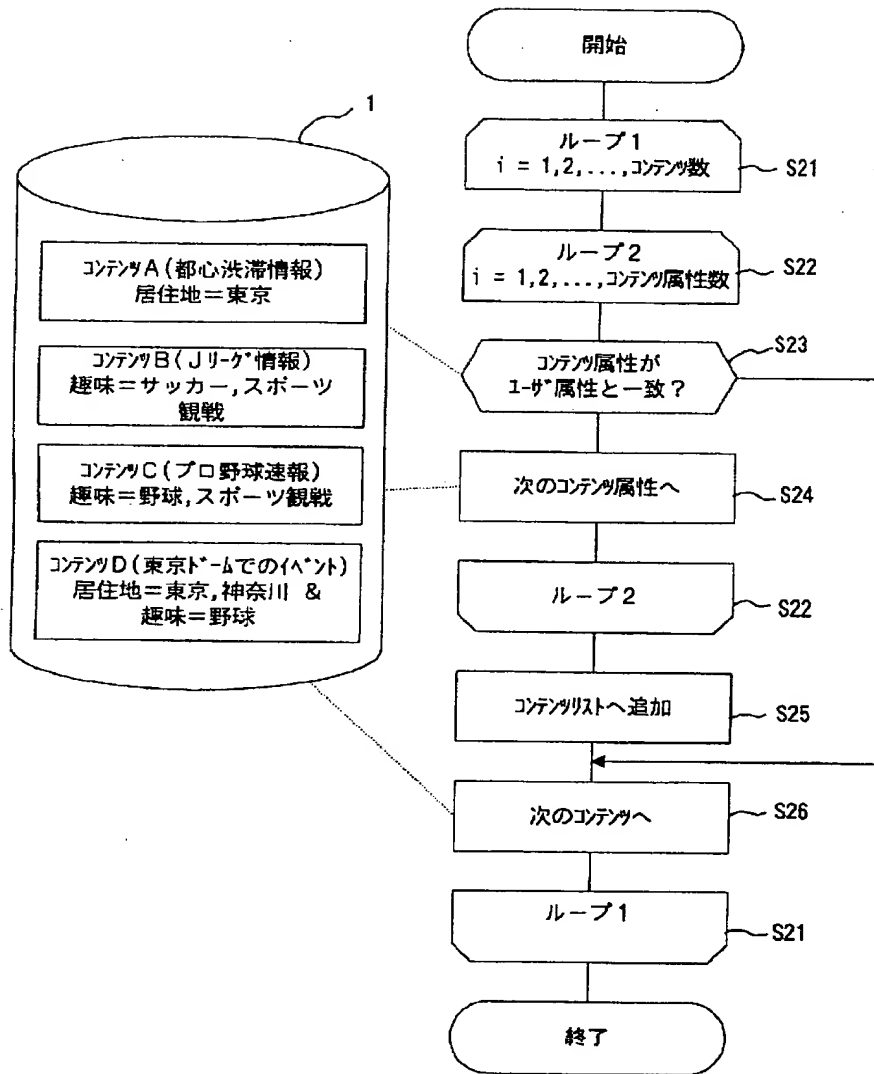 開始
1
ループ1
i = 1,2,...,コンテンツ数
S21
ループ2
i = 1,2,...,コンテンツ属性数
S22
コンテンツA(都心渋滞情報)
居住地=東京
コンテンツB(Jリーグ情報)
趣味=サッカー,スポーツ
観戦
コンテンツC(プロ野球速報)
趣味=野球,スポーツ観戦
コンテンツD(東京ドームでのイベント)
居住地=東京,神奈川 &
趣味=野球
コンテンツ属性が
ユーザ属性と一致?
S23
次のコンテンツ属性へ
S24
ループ2
S22
コンテンツリストへ追加
S25
次のコンテンツへ
S26
ループ1
S21
終了